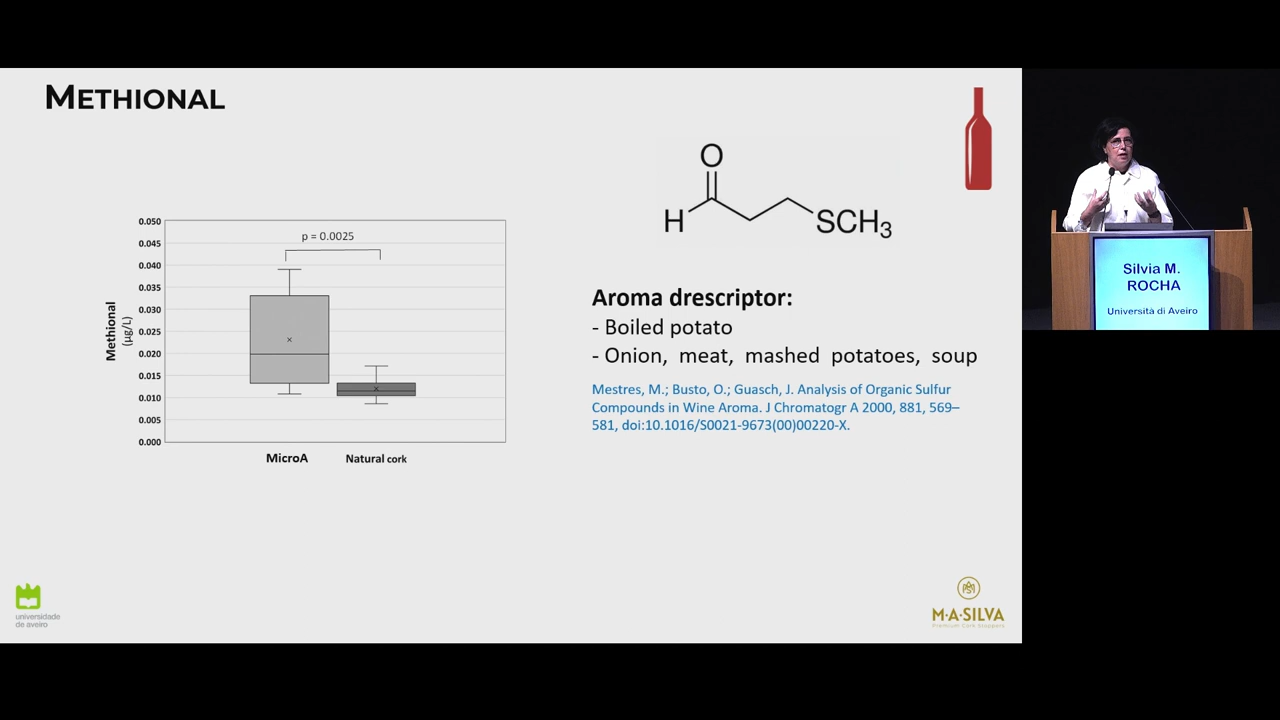 METHIONAL
O
H
SCH3
0.050
0.045
0.040
0.035
0.030
0.025
0.020
0.015
0.010
0.005
0.000
Methional
(µg/L)
p = 0.0025
MicroA
Natural cork
Aroma drescriptor:
- Boiled potato
- Onion, meat, mashed potatoes, soup
Mestres, M.; Busto, O.; Guasch, J. Analysis of Organic Sulfur
Compounds in Wine Aroma. J Chromatogr A 2000, 881, 569–
581, doi:10.1016/S0021-9673(00)00220-X.
universidade
de aveiro
M·A·SILVA
Premium Cork Stoppers
Silvia M.
ROCHA
Università di Aveiro